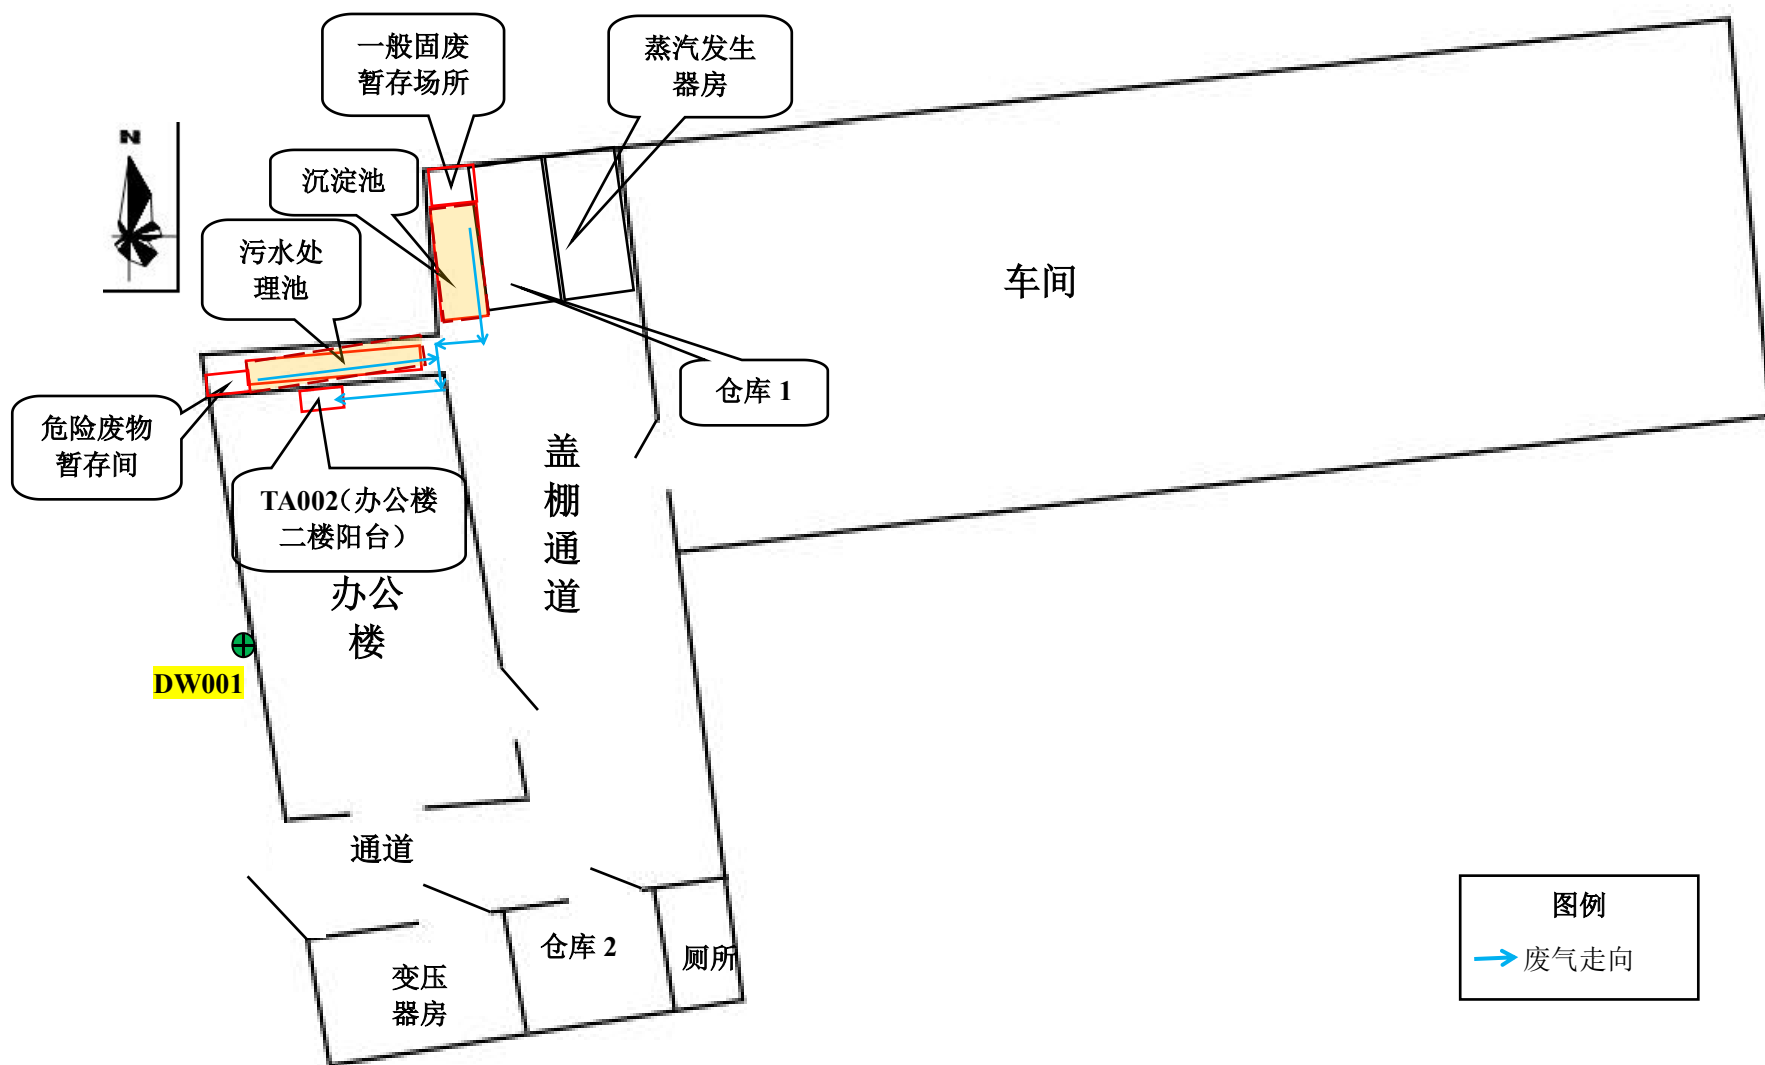 一般固废
暂存场所
蒸汽发生
器房
N
沉淀池
污水处
理池
车间
仓库 1
危险废物
暂存间
盖
棚
通
道
TA002（办公楼
二楼阳台）
办公
楼
DW001
通道
图例
废气走向
仓库 2
厕所
变压
器房